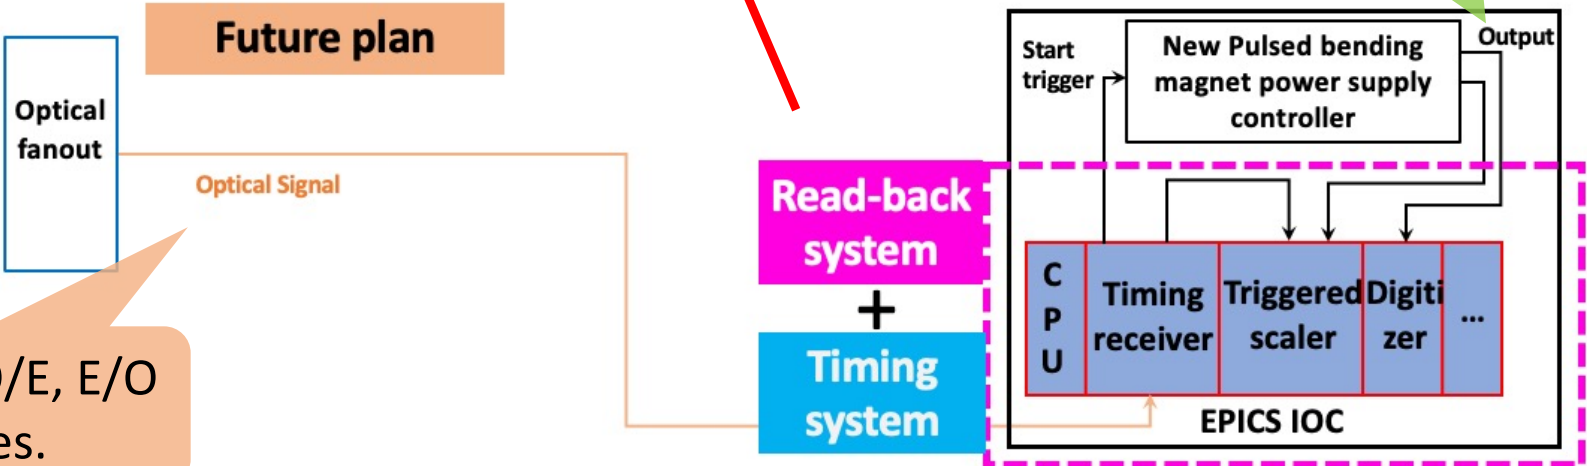 Future plan
Optical
fanout
Optical Signal
/E, E/O
es.
Read-back
system
+
Timing
system
Start
trigger
New Pulsed bending
magnet power supply
controller
Output
C
P
U
Timing
receiver
Triggered
scaler
Digiti
zer
...
EPICS IOC